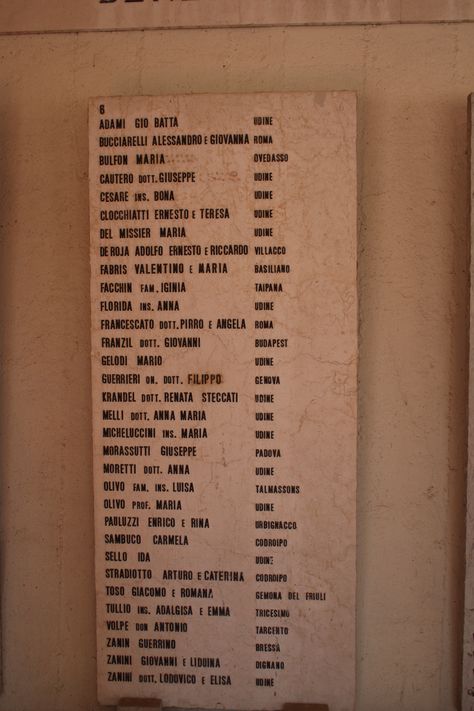 6
ADAMI GIO BATTA UDINE
BUCCIARELLI ALESSANDRO E GIOVANNA ROMA
BULFON MARIA OVEDASSO
CAUTERO DOTT. GIUSEPPE UDINE
CESARE INS. BONA UDINE
CLOCCHIATTI ERNESTO E TERESA UDINE
DEL MISSIER MARIA UDINE
DE ROJA ADOLFO ERNESTO E RICCARDO VILLACCO
FABRIS VALENTINO E MARIA BASILIANO
FACCHIN FAM. IGINIA TAIPANA
FLORIDA INS. ANNA UDINE
FRANCESCATO DOTT. PIRRO E ANGELA ROMA
FRANZIL DOTT. GIOVANNI BUDAPEST
GELODI MARIO UDINE
GUERRIERI ON. DOTT. FILIPPO GENOVA
KRANDEL DOTT. RENATA STECCATI UDINE
MELLI DOTT. ANNA MARIA UDINE
MICHELUCCINI INS. MARIA UDINE
MORASSUTTI GIUSEPPE PADOVA
MORETTI DOTT. ANNA UDINE
OLIVO FAM. INS. LUISA TALMASSONS
OLIVO PROF. MARIA UDINE
PAULUZZI ENRICO E RINA URBIGNACCO
SAMBUCO CARMELA CODROIPO
SELLO IDA UDINE
STRADIOTTO ARTURO E CATERINA CODROIPO
TOSO GIACOMO E ROMANA GEMONA DEL FRIULI
TULLIO INS. ADALGISA E EMMA TRICESIMO
VOLPE DON ANTONIO TARCENTO
ZANIN GUERRINO BRESSA
ZANINI GIOVANNI E LIDUINA DIGNANO
ZANINI DOTT. LODOVICO E ELISA UDINE